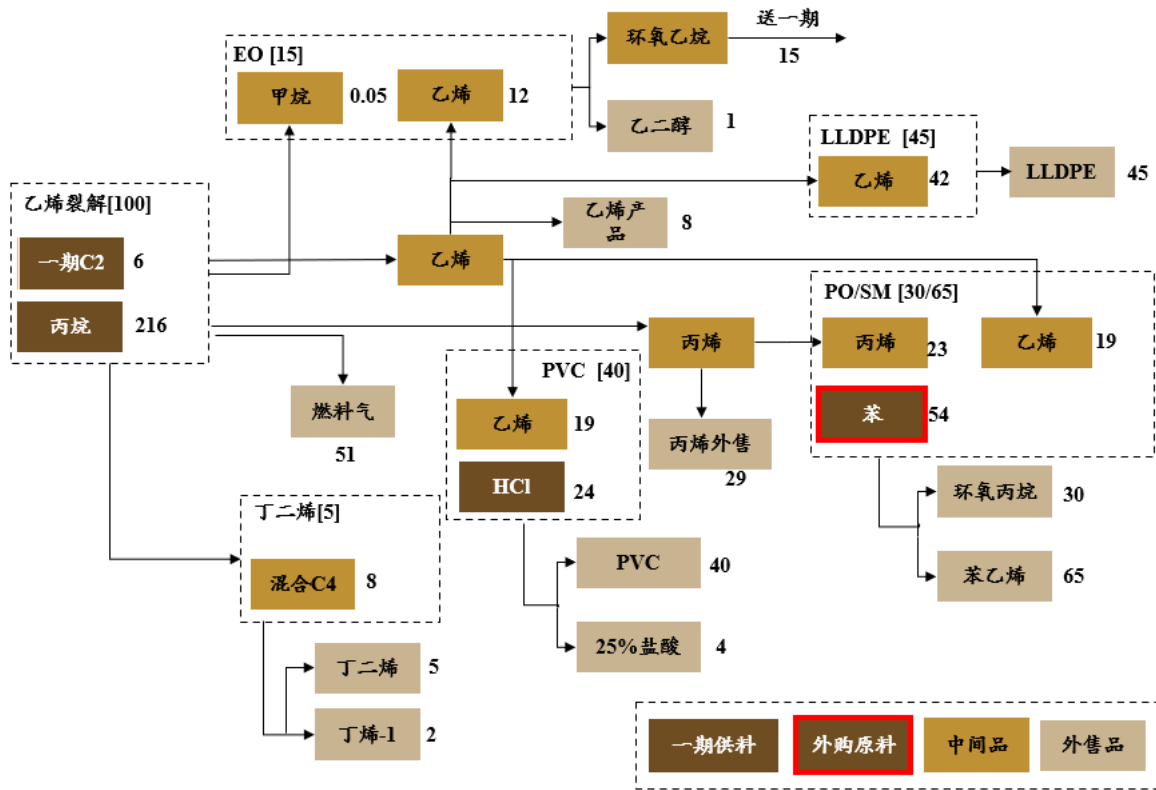 送一期
环氧乙烷
15
EO [15]
甲烷
0.05
乙烯
12
乙二醇
1
LLDPE [45]
乙烯
42
LLDPE
45
乙烯裂解[100]
一期C2
6
丙烷
216
乙烯产
品
8
乙烯
PO/SM [30/65]
丙烯
23
乙烯
19
苯
54
丙烯
丙烯外售
29
PVC [40]
乙烯
19
HCl
24
燃料气
51
环氧丙烷
30
苯乙烯
65
丁二烯[5]
混合C4
8
PVC
40
25%盐酸
4
丁二烯
5
丁烯-1
2
一期供料
外购原料
中间品
外售品